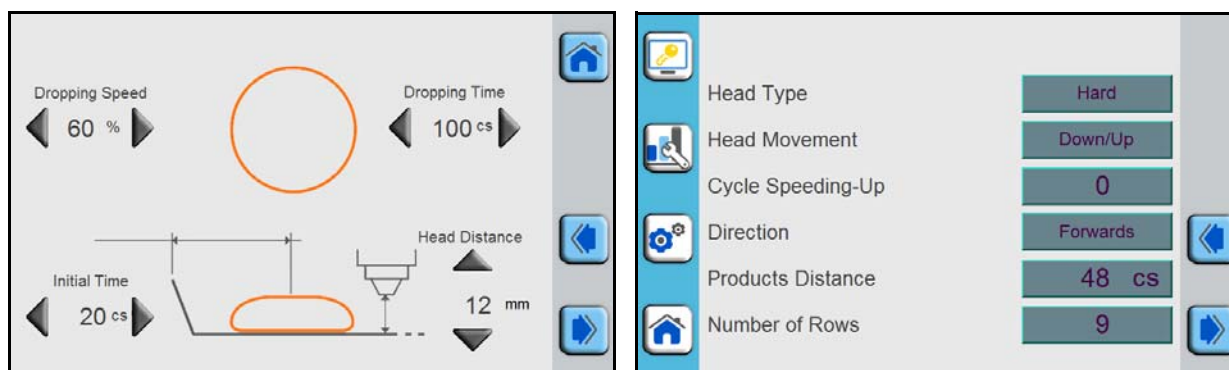 Dropping Speed
60 %
Dropping Time
100 cs
Initial Time
20 cs
Head Distance
12 mm
Head Type Hard
Head Movement Down/Up
Cycle Speeding-Up 0
Direction Forwards
Products Distance 48 cs
Number of Rows 9